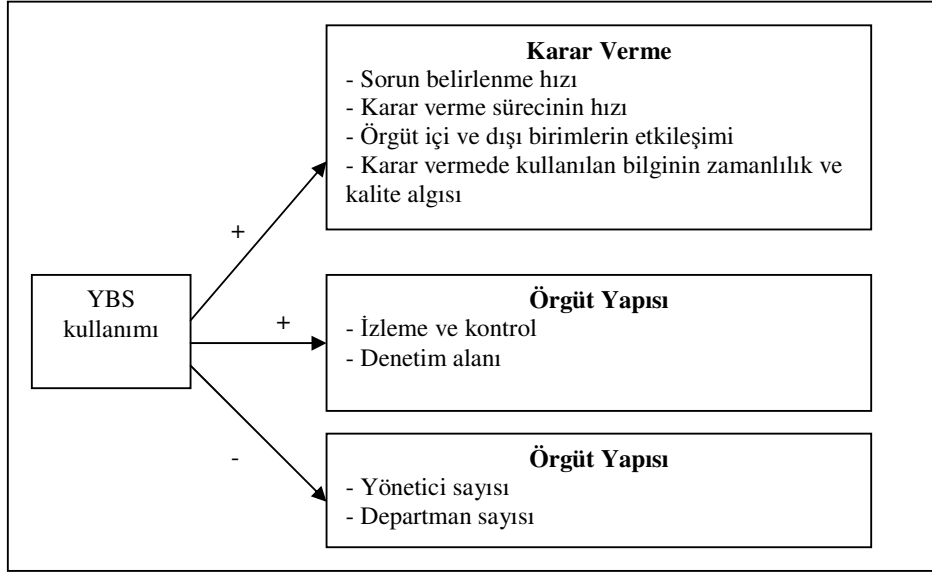 Karar Verme
- Sorun belirlenme hızı
- Karar verme sürecinin hızı
- Örgüt içi ve dışı birimlerin etkileşimi
- Karar vermede kullanılan bilginin zamanlılık ve
kalite algısı
+
YBS
kullanımı
+
Örgüt Yapısı
- İzleme ve kontrol
- Denetim alanı
-
Örgüt Yapısı
- Yönetici sayısı
- Departman sayısı